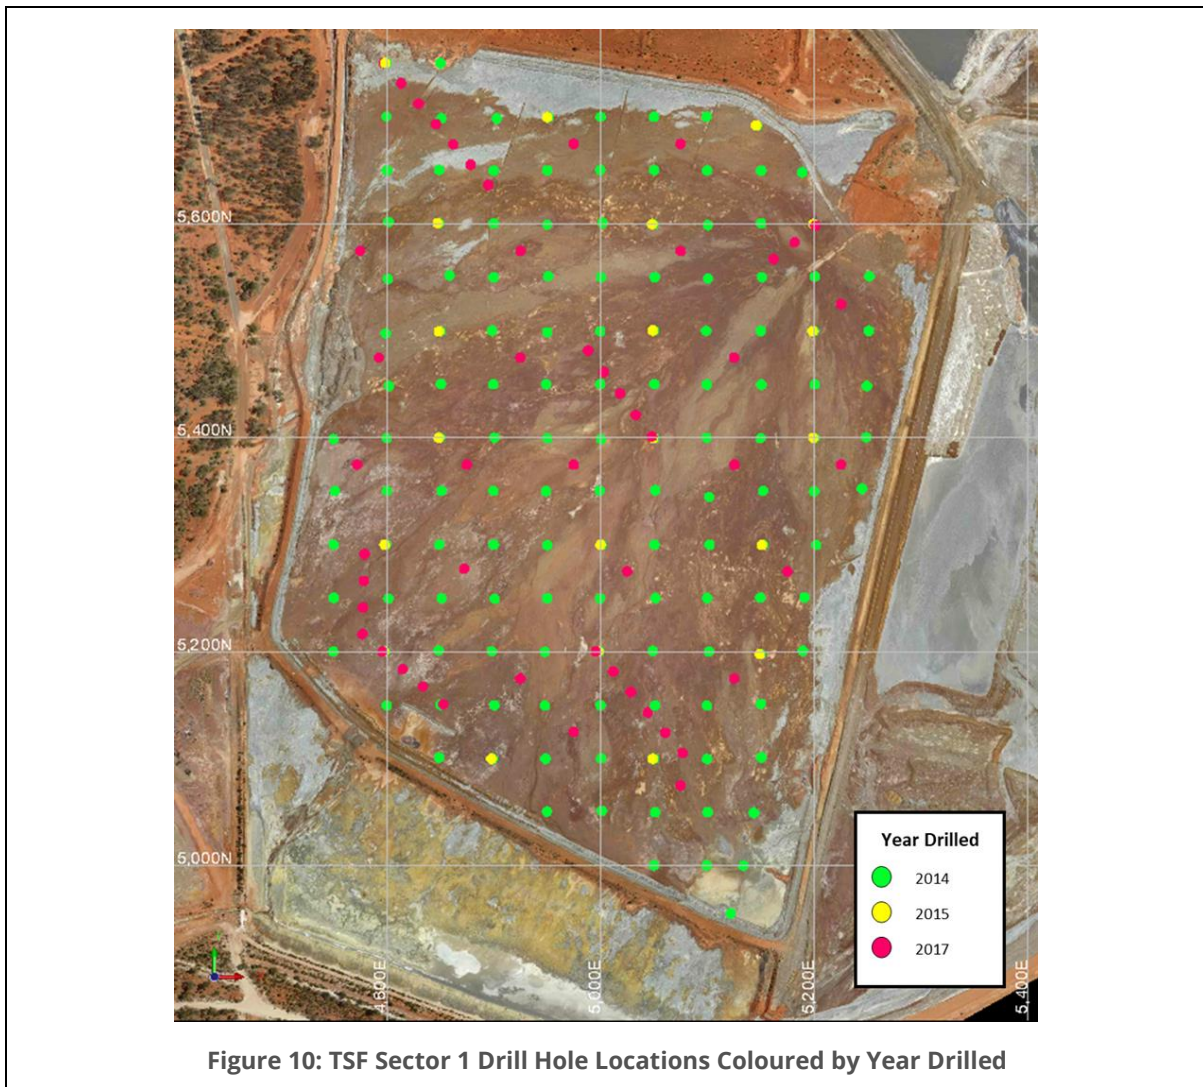 5,600N
5,400N
5,200N
5,000N
4,800E
5,000E
5,200E
5,400E
Year Drilled
2014
2015
2017
Figure 10: TSF Sector 1 Drill Hole Locations Coloured by Year Drilled